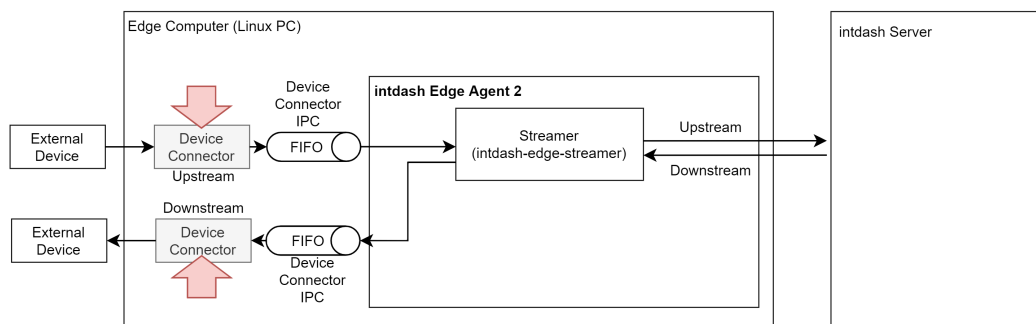 Edge Computer (Linux PC)
intdash Server
Device
Connector
IPC
intdash Edge Agent 2
External
Device
Device
Connector
Upstream
FIFO
Streamer
(intdash-edge-streamer)
Upstream
Downstream
Downstream
External
Device
Device
Connector
FIFO
Device
Connector
IPC